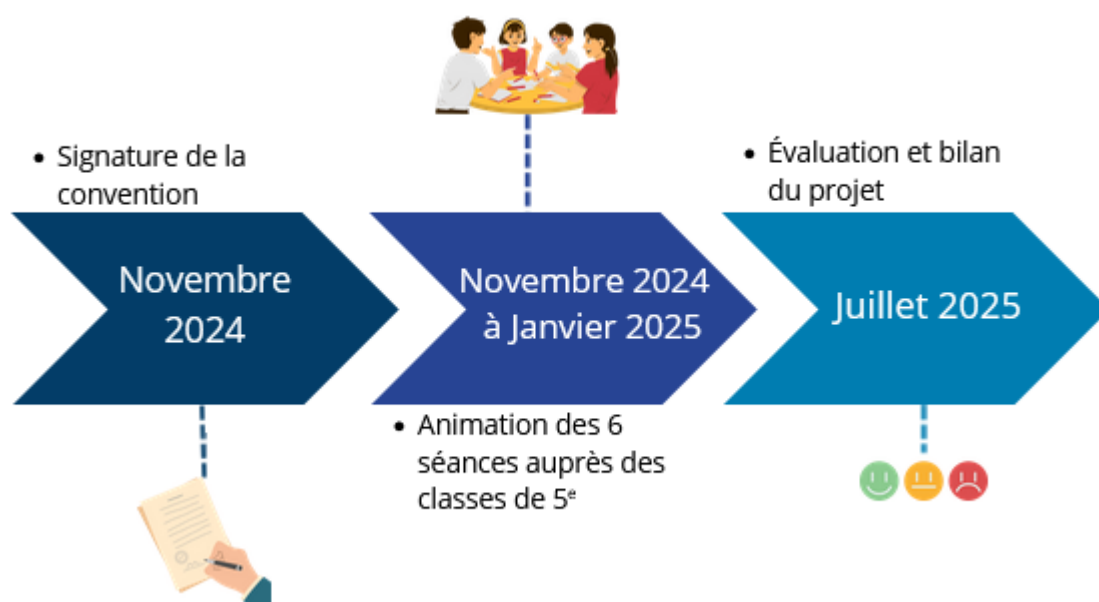 • Signature de la
convention
Novembre
2024
Novembre 2024
à Janvier 2025
• Animation des 6
séances auprès des
classes de 5ᵉ
• Évaluation et bilan
du projet
Juillet 2025